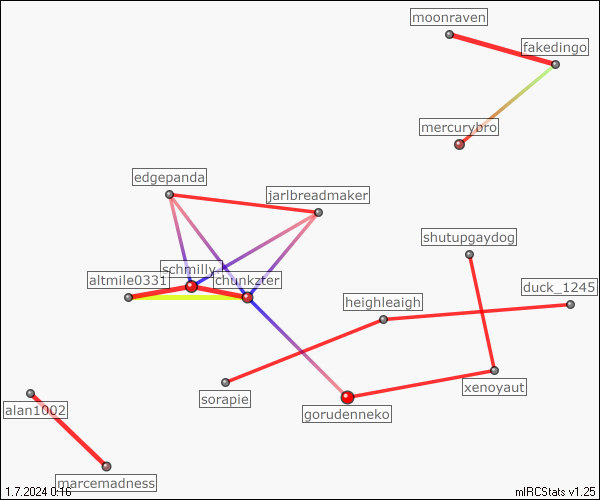 moonraven
fakedingo
mercurybro
edgepanda
jarlbreadmaker
shutupgaydog
schmilly_
altmile0331
chunkzter
duck_1245
heighleaigh
xenoyaut
sorapie
gorudenneko
alan1002
marcemadness
1.7.2024 0:16
mIRCStats v1.25